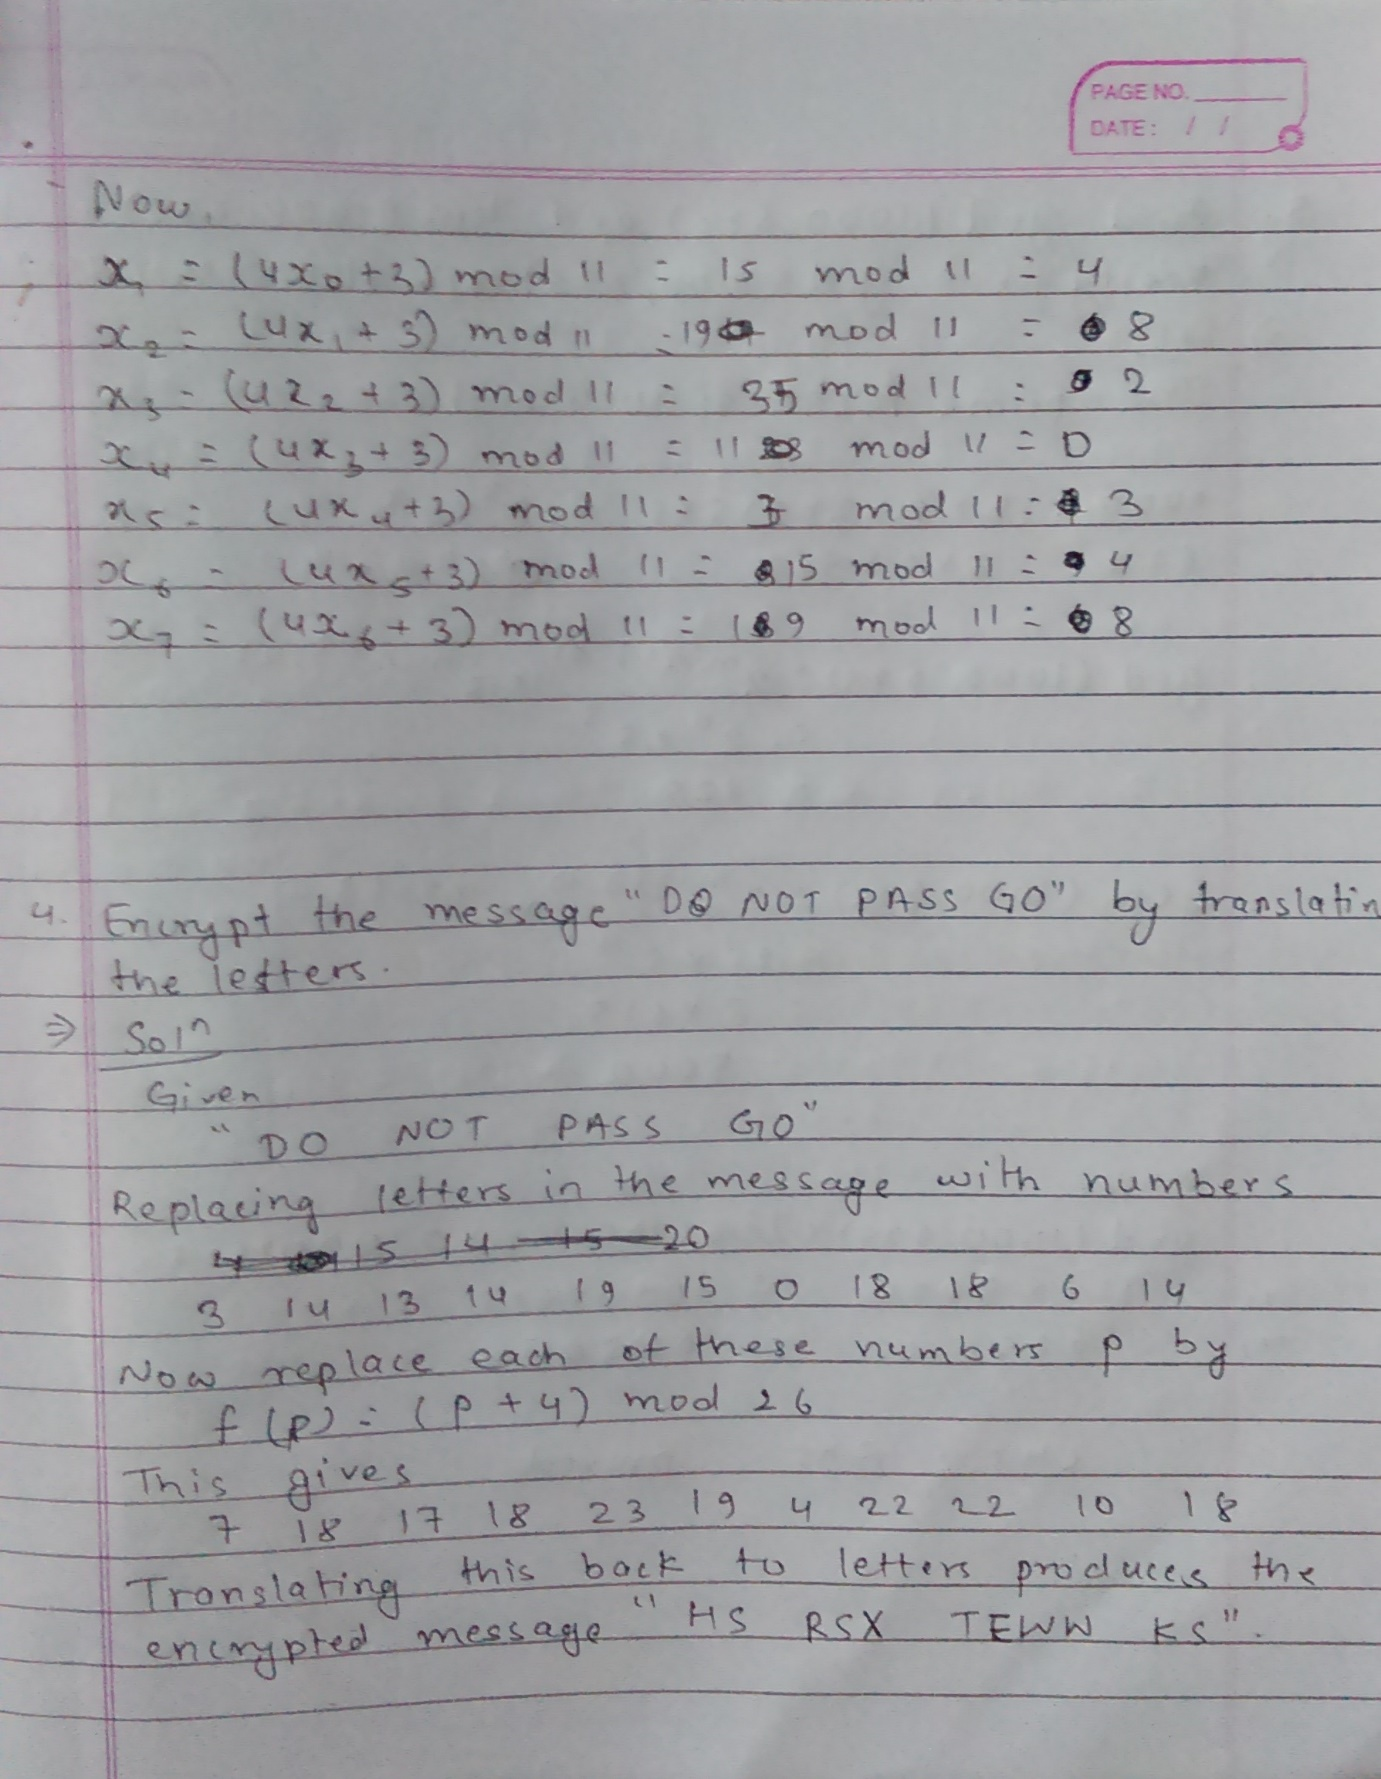 PAGE NO.
DATE: / /
Now,
x₁ = (4x₀ + 3) mod 11 = 15 mod 11 = 4
x₂ = (4x₁ + 3) mod 11 = 19 mod 11 = 8
x₃ = (4x₂ + 3) mod 11 = 35 mod 11 = 2
x₄ = (4x₃ + 3) mod 11 = 11 mod 11 = 0
x₅ = (4x₄ + 3) mod 11 = 3 mod 11 = 3
x₆ = (4x₅ + 3) mod 11 = 15 mod 11 = 4
x₇ = (4x₆ + 3) mod 11 = 19 mod 11 = 8
4. Encrypt the message "DO NOT PASS GO" by translatin
the letters.
⇒ Solⁿ
Given
"DO NOT PASS GO"
Replacing letters in the message with numbers
4 15 14 15 20
3 14 13 14 19 15 0 18 18 6 14
Now replace each of these numbers p by
f(p) = (p + 4) mod 26
This gives
7 18 17 18 23 19 4 22 22 10 18
Translating this back to letters produces the
encrypted message "HS RSX TEWW KS".